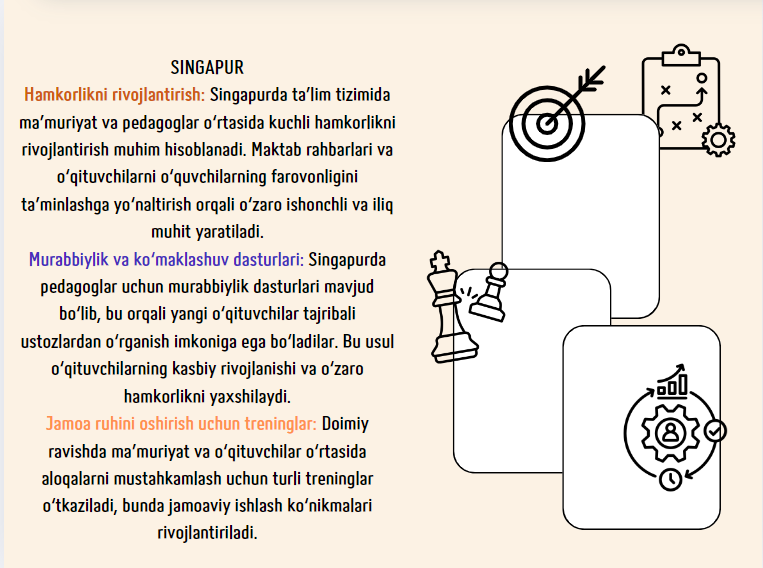 SINGAPUR
Hamkorlikni rivojlantirish: Singapurda ta’lim tizimida
ma’muriyat va pedagoglar o‘rtasida kuchli hamkorlikni
rivojlantirish muhim hisoblanadi. Maktab rahbarlari va
o‘qituvchilarni o‘quvchilarning farovonligini
ta’minlashga yo‘naltirish orqali o‘zaro ishonchli va iliq
muhit yaratiladi.
Murabbiylik va ko‘maklashuv dasturlari: Singapurda
pedagoglar uchun murabbiylik dasturlari mavjud
bo‘lib, bu orqali yangi o‘qituvchilar tajribali
ustozlardan o‘rganish imkoniga ega bo‘ladilar. Bu usul
o‘qituvchilarning kasbiy rivojlanishi va o‘zaro
hamkorlikni yaxshilaydi.
Jamoa ruhini oshirish uchun treninglar: Doimiy
ravishda ma’muriyat va o‘qituvchilar o‘rtasida
aloqalarni mustahkamlash uchun turli treninglar
o‘tkaziladi, bunda jamoaviy ishlash ko‘nikmalari
rivojlantiriladi.